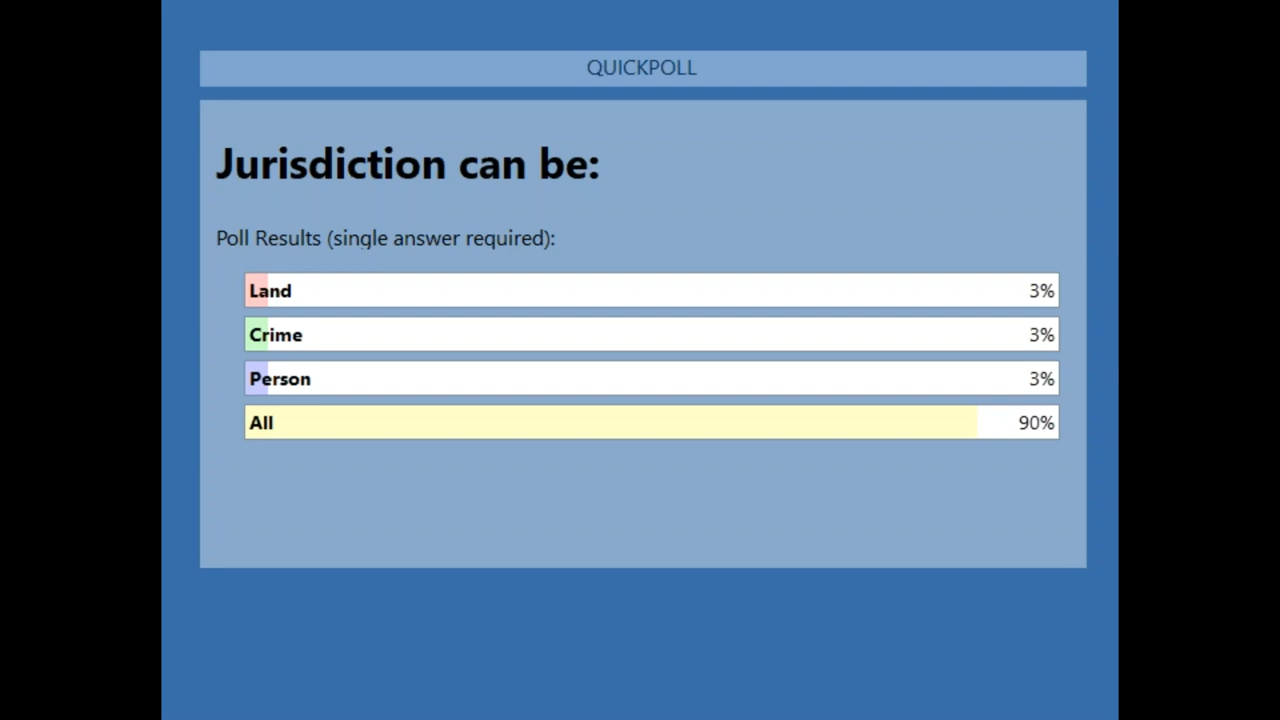 QUICKPOLL
Jurisdiction can be:
Poll Results (single answer required):
Land 3%
Crime 3%
Person 3%
All 90%